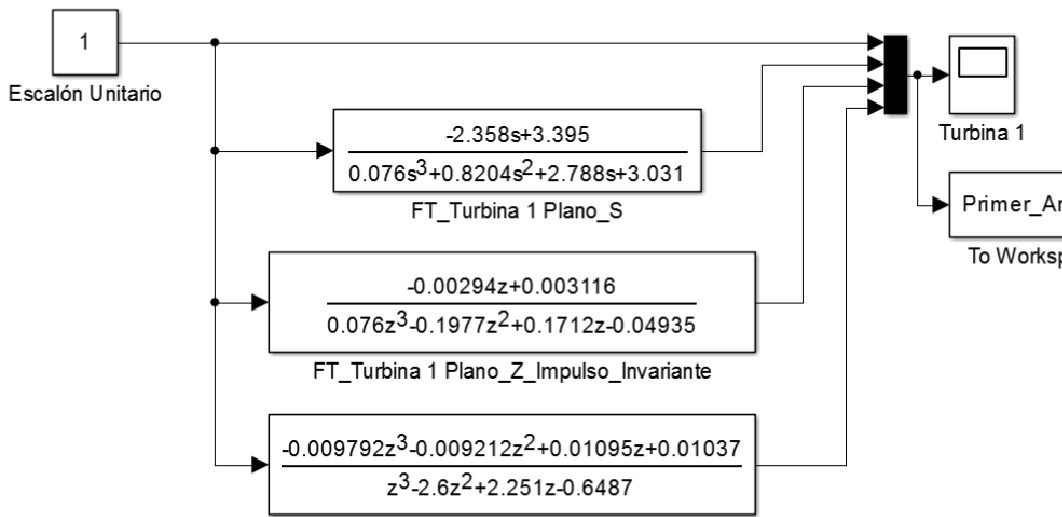 1
Escalón Unitario
Turbina 1
-2.358s+3.395
0.076s³+0.8204s²+2.788s+3.031
FT_Turbina 1 Plano_S
Primer_Ar
To Worksp
-0.00294z+0.003116
0.076z³-0.1977z²+0.1712z-0.04935
FT_Turbina 1 Plano_Z_Impulso_Invariante
-0.009792z³-0.009212z²+0.01095z+0.01037
z³-2.6z²+2.251z-0.6487